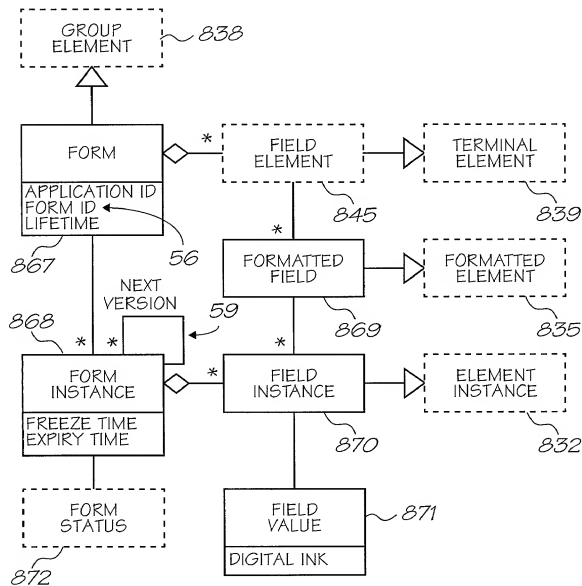 GROUP
ELEMENT
838
FORM
*
FIELD
ELEMENT
TERMINAL
ELEMENT
APPLICATION ID
FORM ID
LIFETIME
867
56
845
839
*
FORMATTED
FIELD
FORMATTED
ELEMENT
NEXT
VERSION
59
869
835
868
*
*
*
*
FORM
INSTANCE
FIELD
INSTANCE
ELEMENT
INSTANCE
FREEZE TIME
EXPIRY TIME
870
832
FORM
STATUS
872
FIELD
VALUE
871
DIGITAL INK